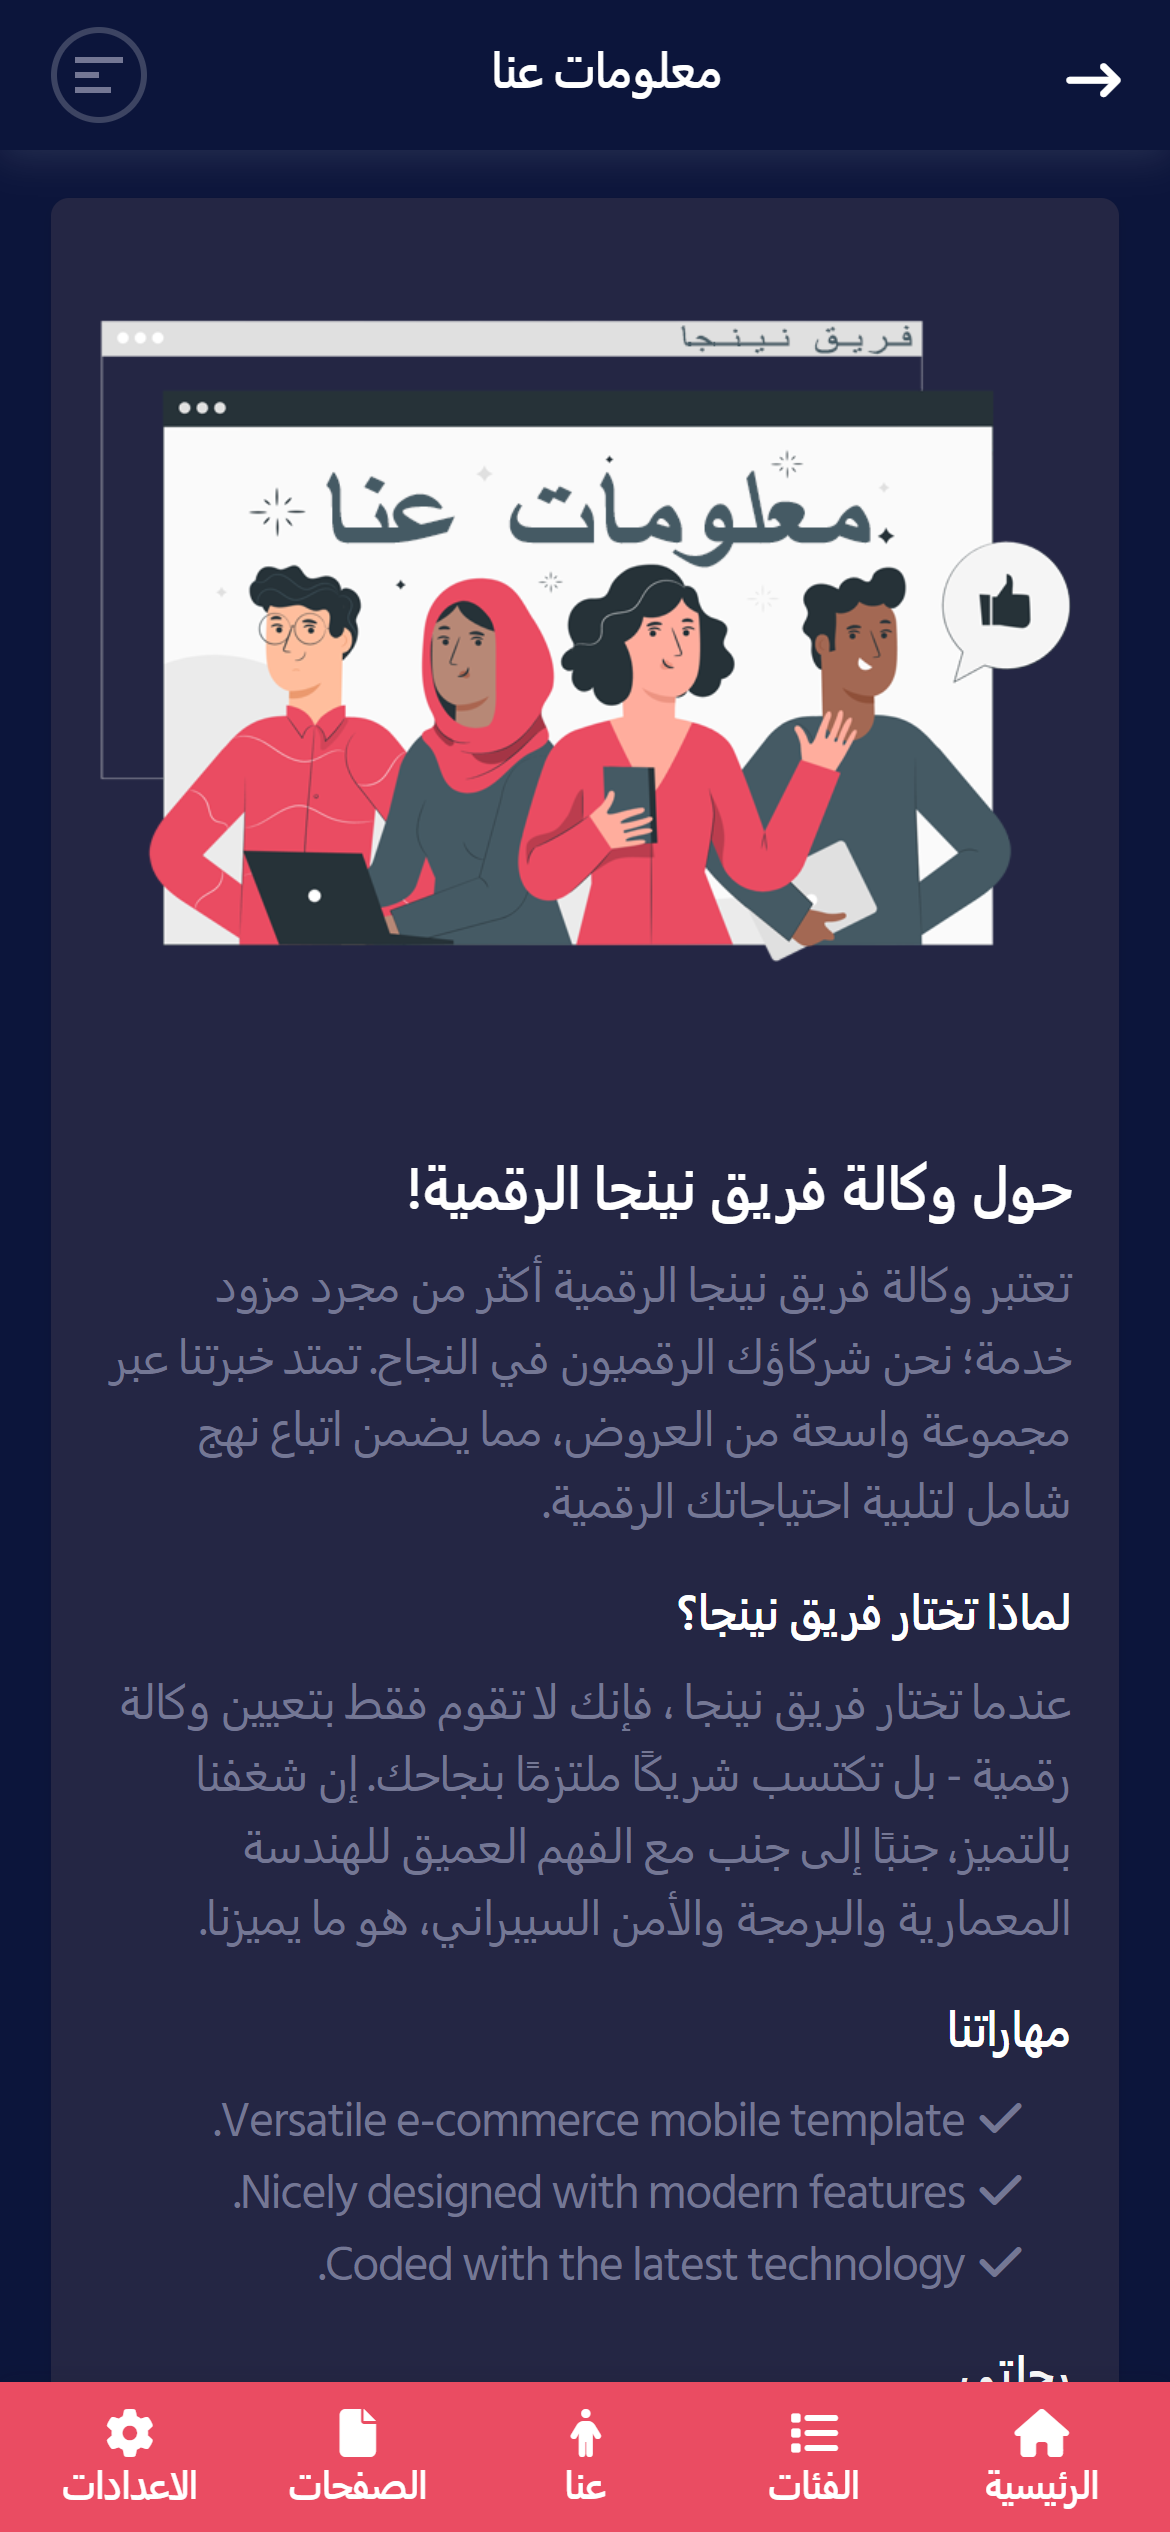 معلومات عنا
فريق نينجا
معلومات عنا
حول وكالة فريق نينجا الرقمية!
تعتبر وكالة فريق نينجا الرقمية أكثر من مجرد مزود
خدمة؛ نحن شركاؤك الرقميون في النجاح. تمتد خبرتنا عبر
مجموعة واسعة من العروض، مما يضمن اتباع نهج
شامل لتلبية احتياجاتك الرقمية.
لماذا تختار فريق نينجا؟
عندما تختار فريق نينجا ، فإنك لا تقوم فقط بتعيين وكالة
رقمية - بل تكتسب شريكًا ملتزمًا بنجاحك. إن شغفنا
بالتميز، جنبًا إلى جنب مع الفهم العميق للهندسة
المعمارية والبرمجة والأمن السيبراني، هو ما يميزنا.
مهاراتنا
Versatile e-commerce mobile template.
Nicely designed with modern features.
Coded with the latest technology.
الرئيسية
الفئات
عنا
الصفحات
الاعدادات